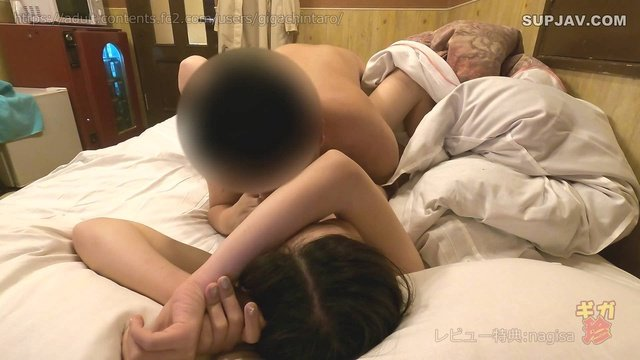 https://adult.contents.fc2.com/users/gigachintaro/
SUPJAV.COM
ギガ
珍
レビュー特典:nagisa